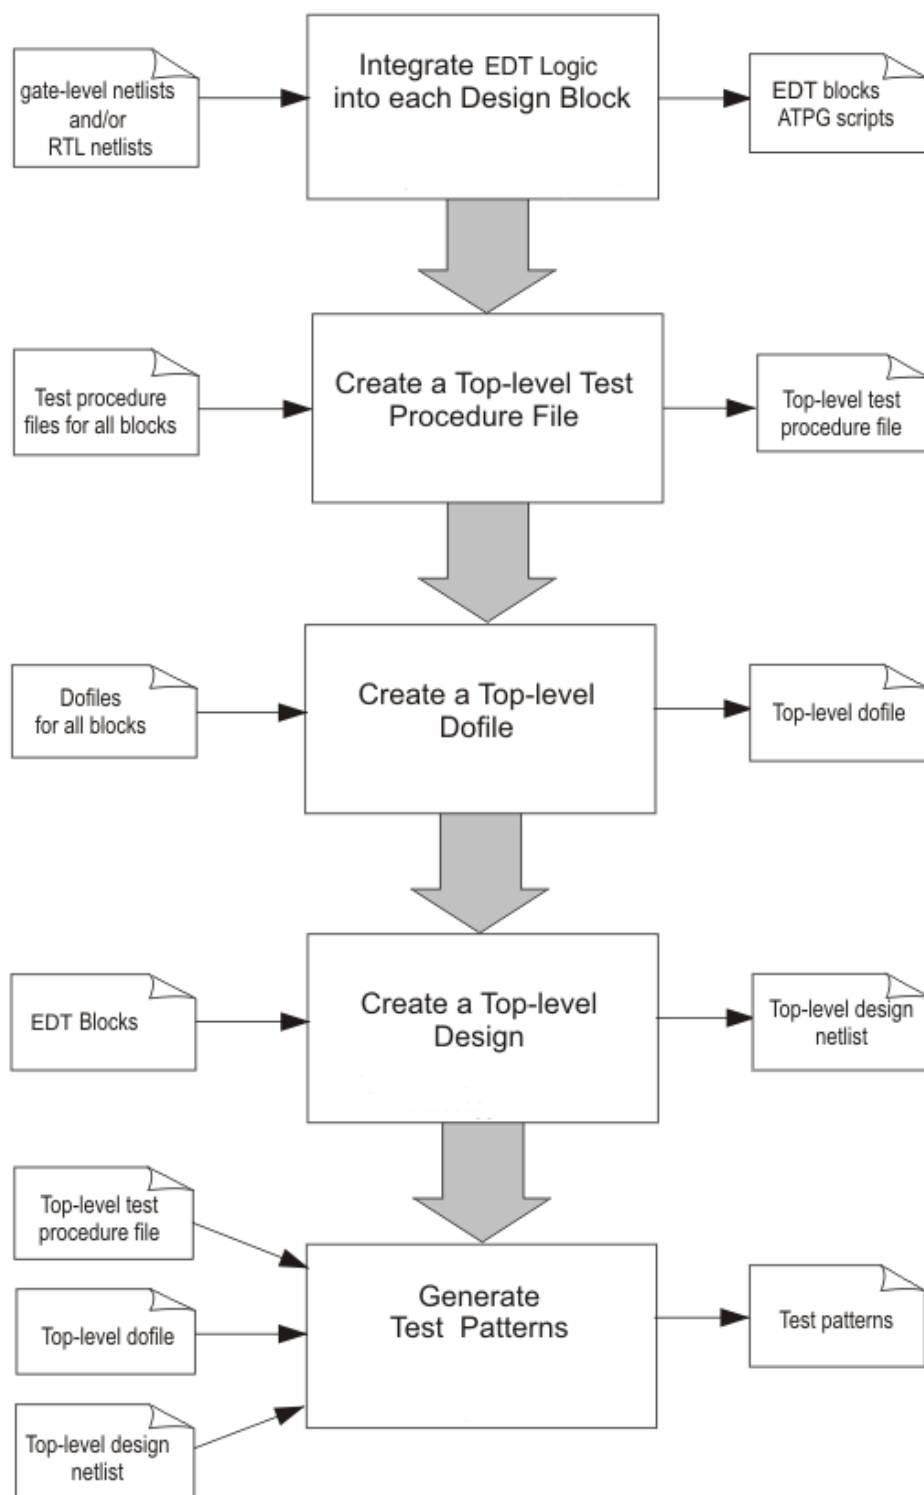 gate-level netlists
and/or
RTL netlists
Integrate EDT Logic
into each Design Block
EDT blocks
ATPG scripts
Test procedure
files for all blocks
Create a Top-level Test
Procedure File
Top-level test
procedure file
Dofiles
for all blocks
Create a Top-level
Dofile
Top-level dofile
EDT Blocks
Create a Top-level
Design
Top-level design
netlist
Top-level test
procedure file
Top-level dofile
Top-level design
netlist
Generate
Test Patterns
Test patterns